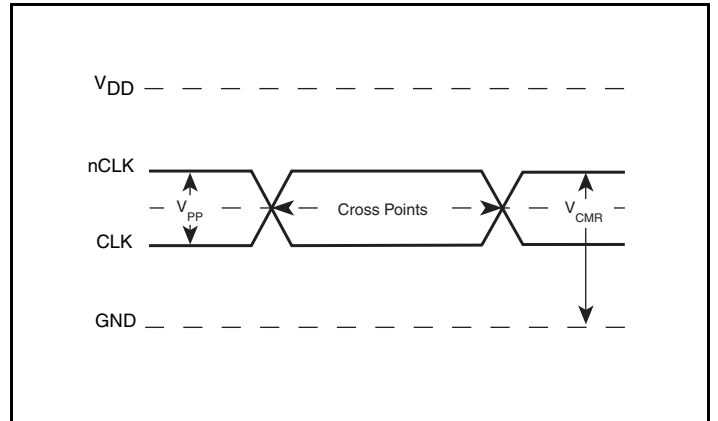 VDD
nCLK
VPP
Cross Points
VCMR
CLK
GND